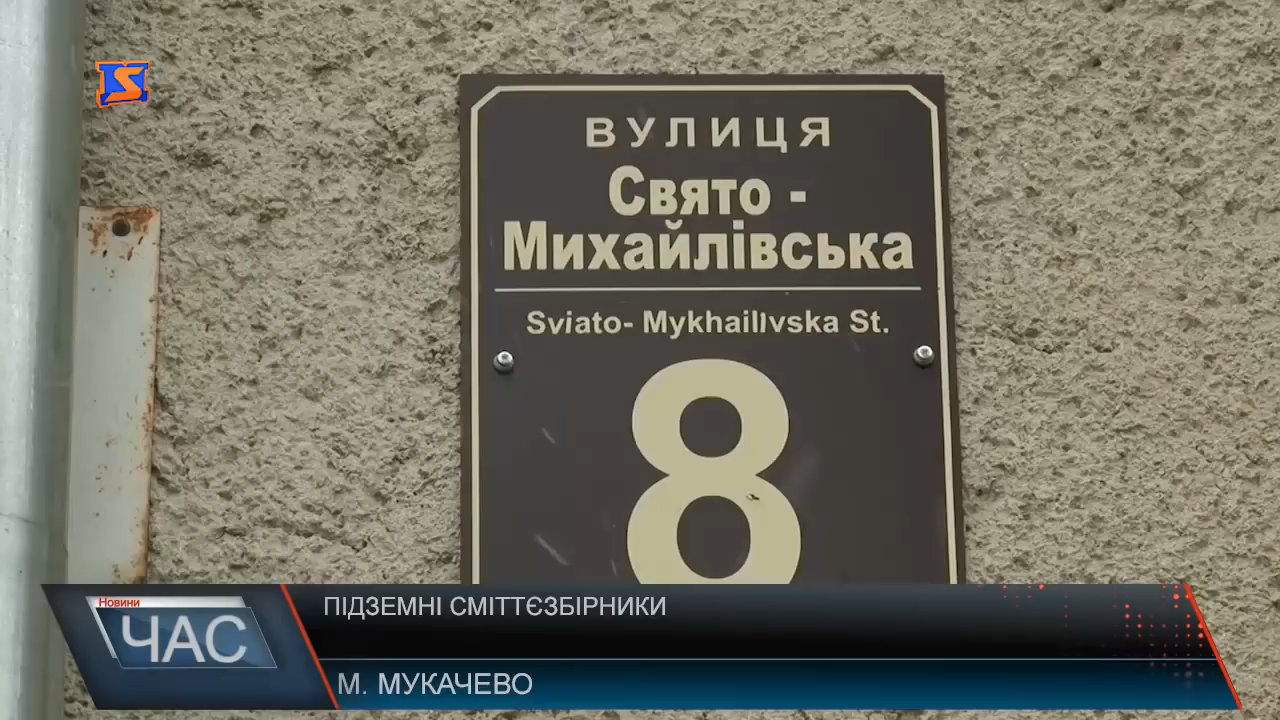 ВУЛИЦЯ
Свято -
Михайлівська
Sviato- Mykhailivska St.
8
Новини
ЧАС
ПІДЗЕМНІ СМІТТЄЗБІРНИКИ
М. МУКАЧЕВО